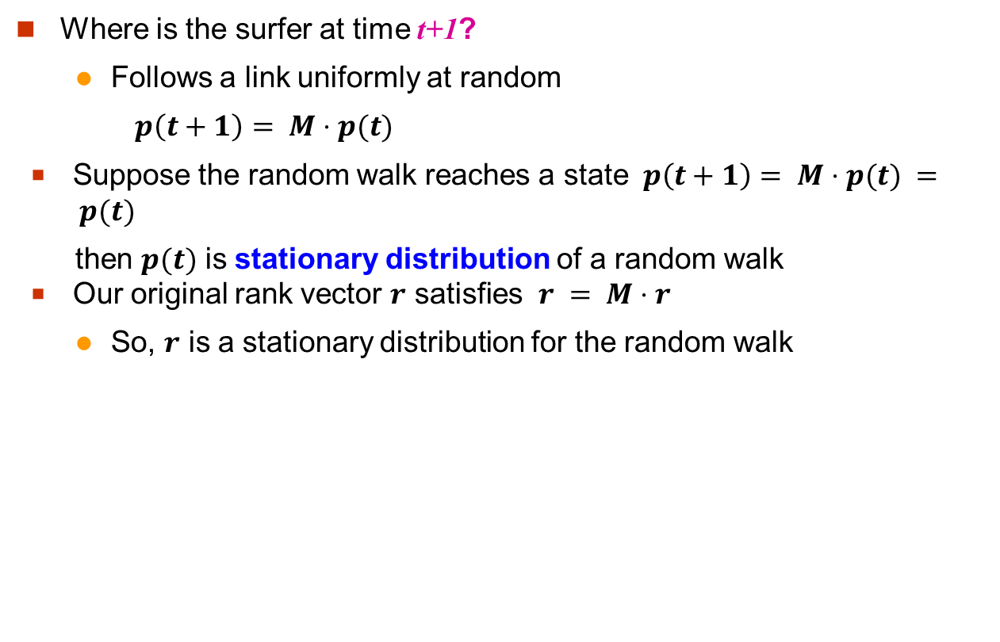 Where is the surfer at time t+1?
Follows a link uniformly at random
p(t + 1) = M · p(t)
Suppose the random walk reaches a state p(t + 1) = M · p(t) =
p(t)
then p(t) is stationary distribution of a random walk
Our original rank vector r satisfies r = M · r
So, r is a stationary distribution for the random walk